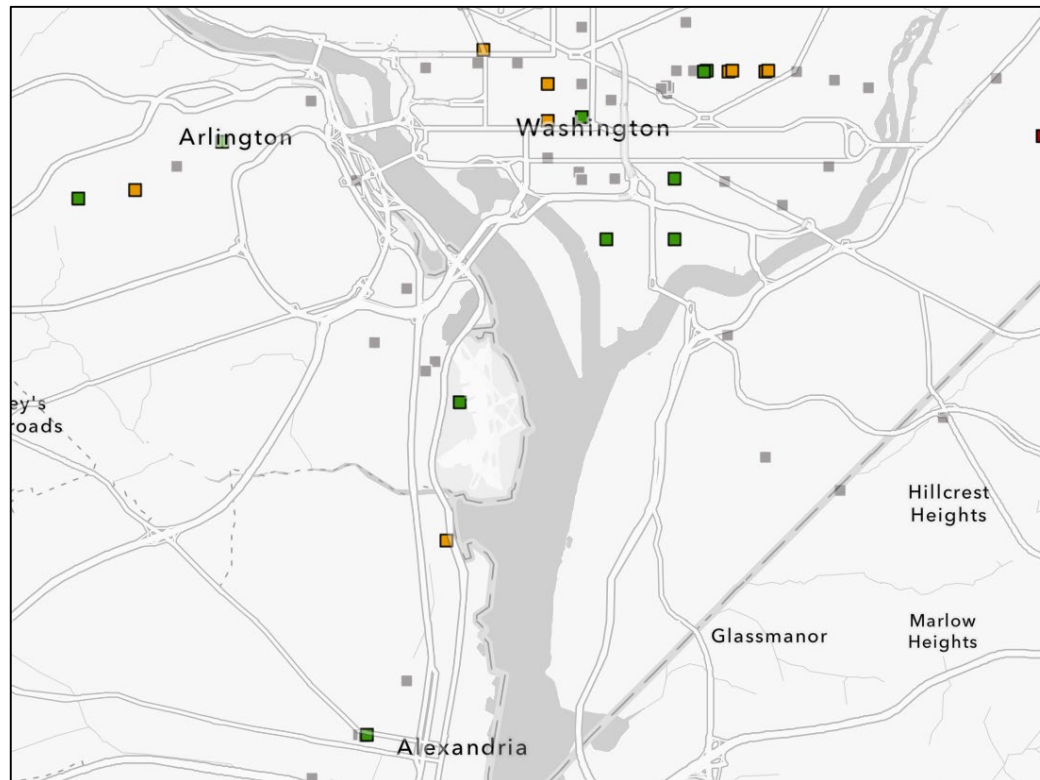 Arlington
Washington
ey's
roads
Hillcrest
Heights
Glassmanor
Marlow
Heights
Alexandria